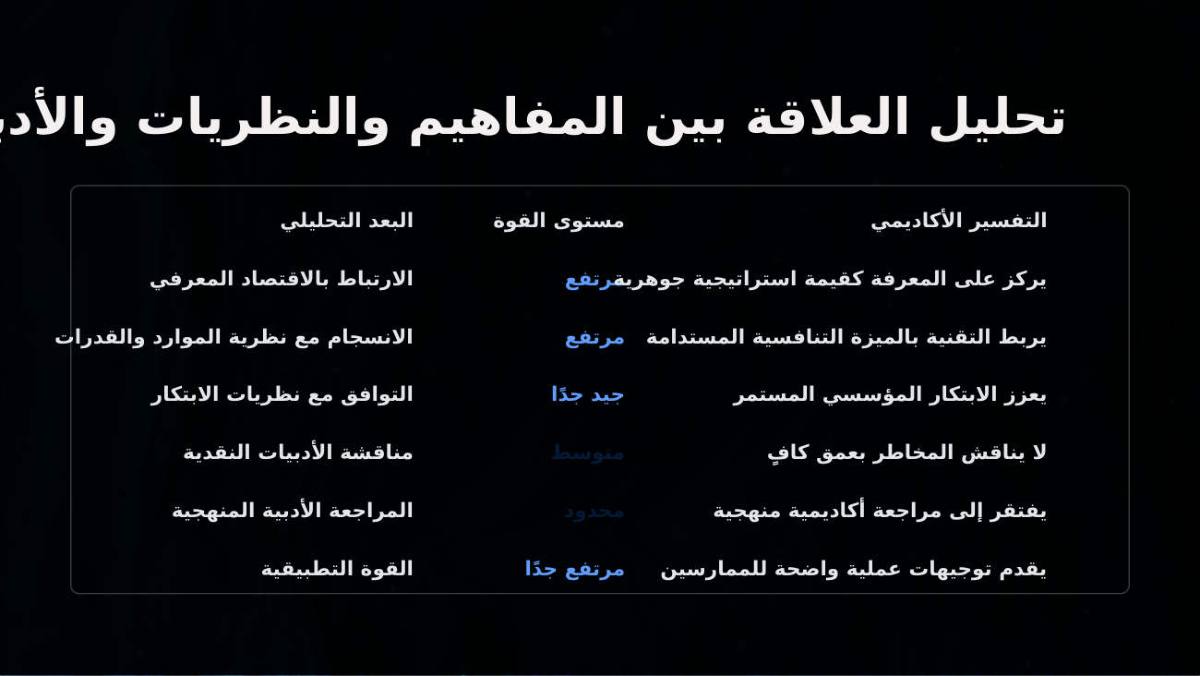 تحليل العلاقة بين المفاهيم والنظريات
التفسير الأكاديمي مستوى القوة البعد التحليلي
يركز على المعرفة كقيمة استراتيجية جوهرية مرتفع الارتباط بالاقتصاد المعرفي
يربط التقنية بالميزة التنافسية المستدامة مرتفع الانسجام مع نظرية الموارد والقدرات
يعزز الابتكار المؤسسي المستمر جيد جدًا التوافق مع نظريات الابتكار
لا يناقش المخاطر بعمق كافٍ متوسط مناقشة الأدبيات النقدية
يفتقر إلى مراجعة أكاديمية منهجية محدود المراجعة الأدبية المنهجية
يقدم توجيهات عملية واضحة للممارسين مرتفع جدًا القوة التطبيقية